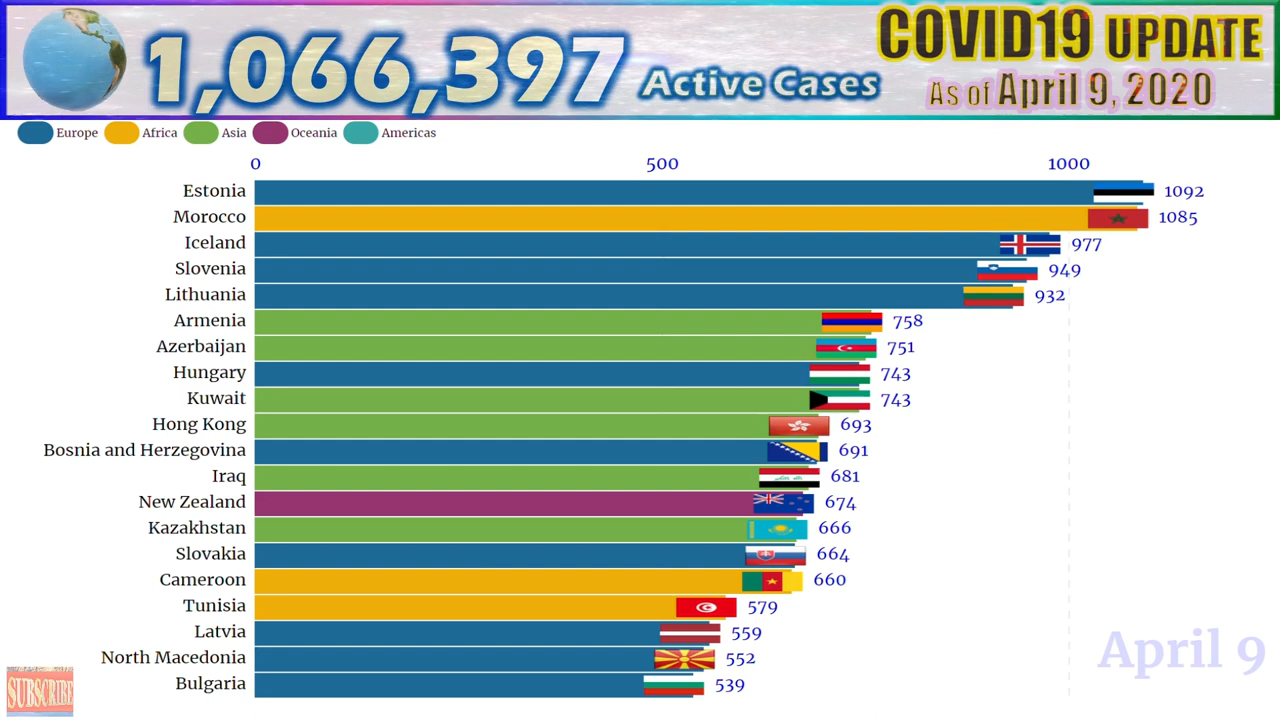 1,066,397 Active Cases
COVID19 UPDATE
As of April 9, 2020
Europe Africa Asia Oceania Americas
0 500 1000
Estonia 1092
Morocco 1085
Iceland 977
Slovenia 949
Lithuania 932
Armenia 758
Azerbaijan 751
Hungary 743
Kuwait 743
Hong Kong 693
Bosnia and Herzegovina 691
Iraq 681
New Zealand 674
Kazakhstan 666
Slovakia 664
Cameroon 660
Tunisia 579
Latvia 559
North Macedonia 552
Bulgaria 539
April 9
SUBSCRIBE